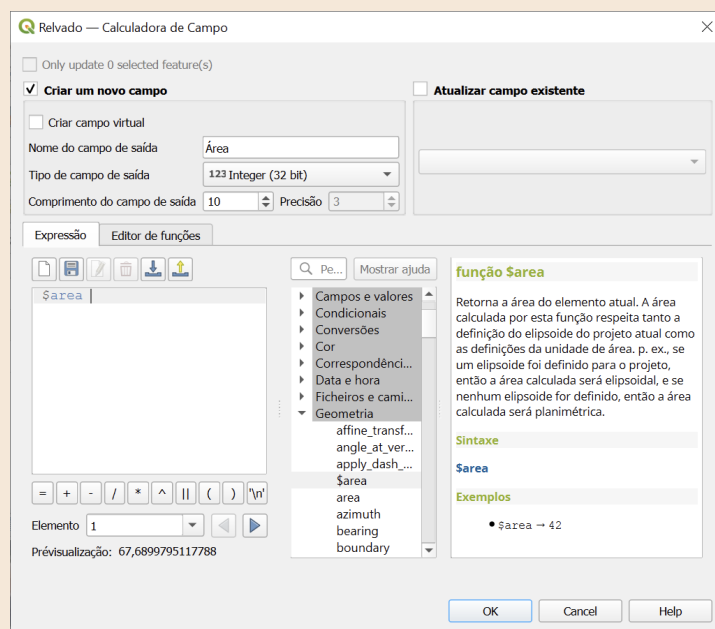 Relvado — Calculadora de Campo
Only update 0 selected feature(s)
Criar um novo campo
Criar campo virtual
Nome do campo de saída Área
Tipo de campo de saída 123 Integer (32 bit)
Comprimento do campo de saída 10 Precisão 3
Atualizar campo existente
Expressão Editor de funções
$area
= + - / * ^ || ( ) '\n'
Elemento 1
Prévisualização: 67,6899795117788
Pe... Mostrar ajuda
Campos e valores
Condicionais
Conversões
Cor
Correspondênci...
Data e hora
Ficheiros e cami...
Geometria
affine_transf...
angle_at_ver...
apply_dash_...
$area
area
azimuth
bearing
boundary
função $area
Retorna a área do elemento atual. A área
calculada por esta função respeita tanto a
definição do elipsoide do projeto atual como
as definições da unidade de área. p. ex., se
um elipsoide foi definido para o projeto,
então a área calculada será elipsoidal, e se
nenhum elipsoide for definido, então a área
calculada será planimétrica.
Sintaxe
$area
Exemplos
• $area → 42
OK Cancel Help